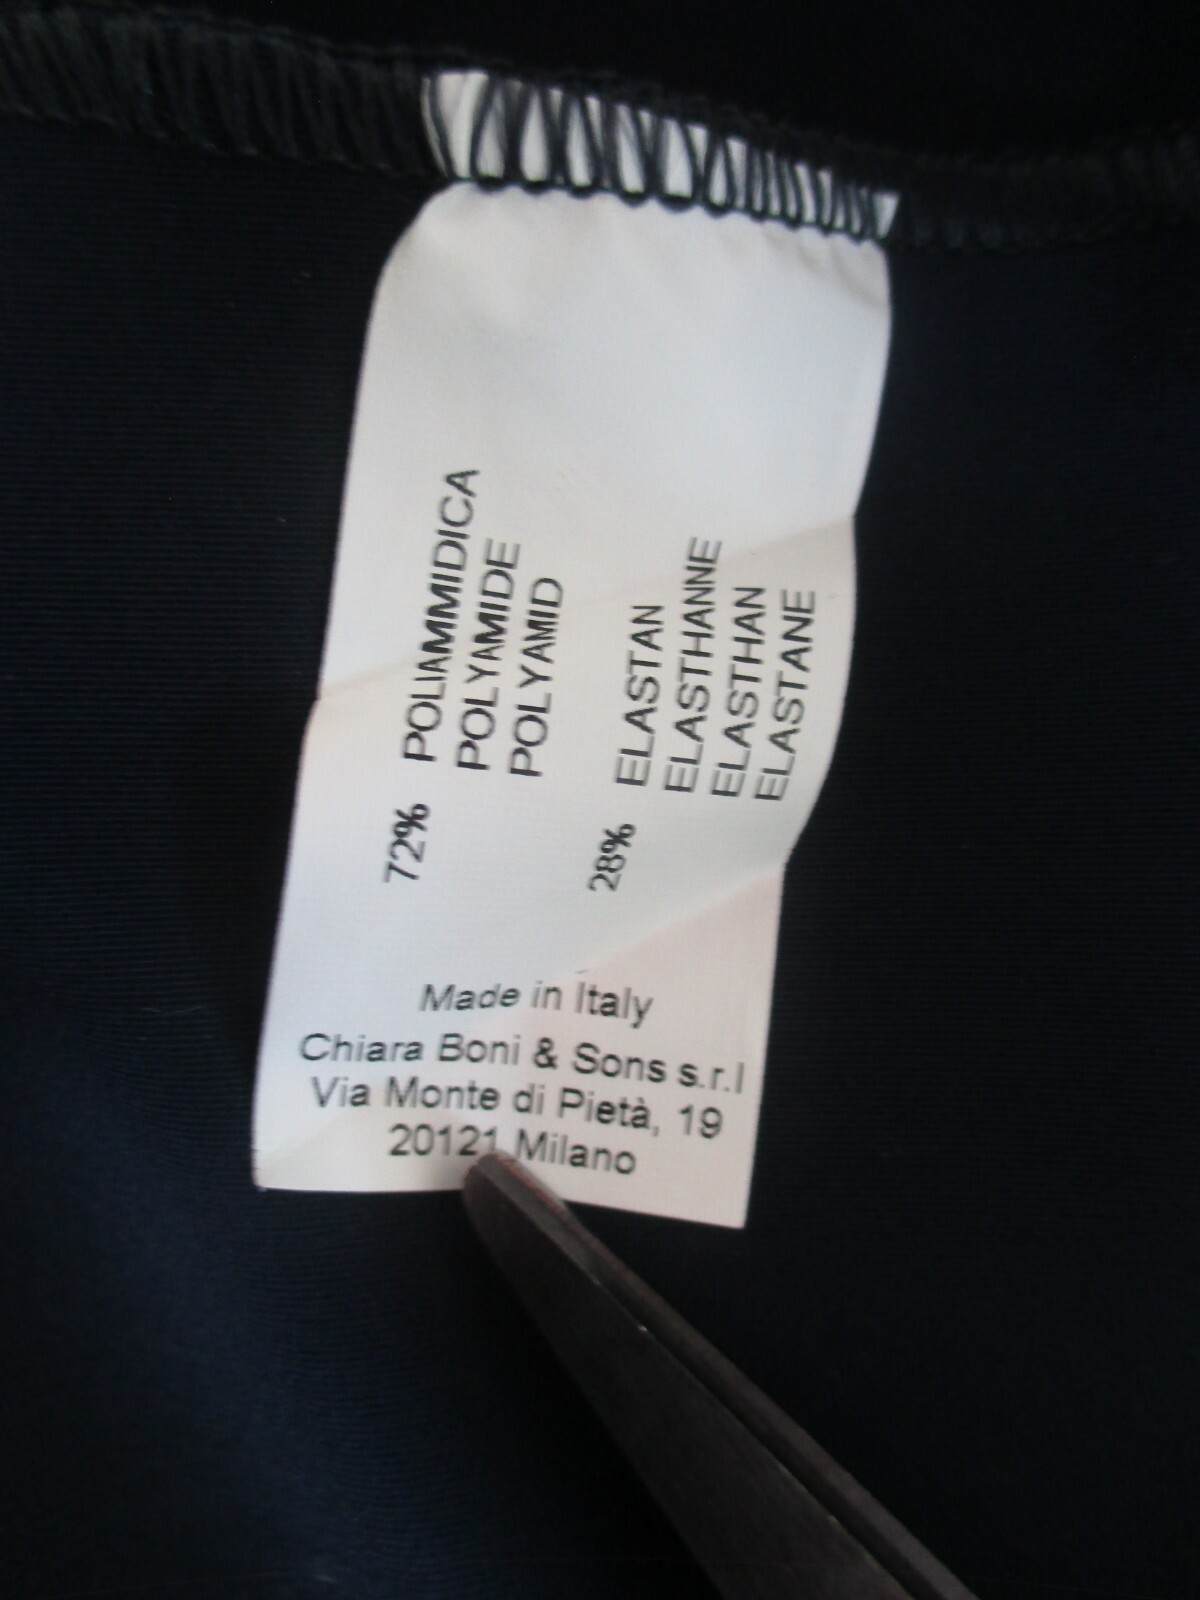 72% POLIAMMIDICA
POLYAMIDE
POLYAMID
28% ELASTAN
ELASTHANNE
ELASTHAN
ELASTANE
Made in Italy
Chiara Boni & Sons s.r.l
Via Monte di Pietà, 19
20121 Milano